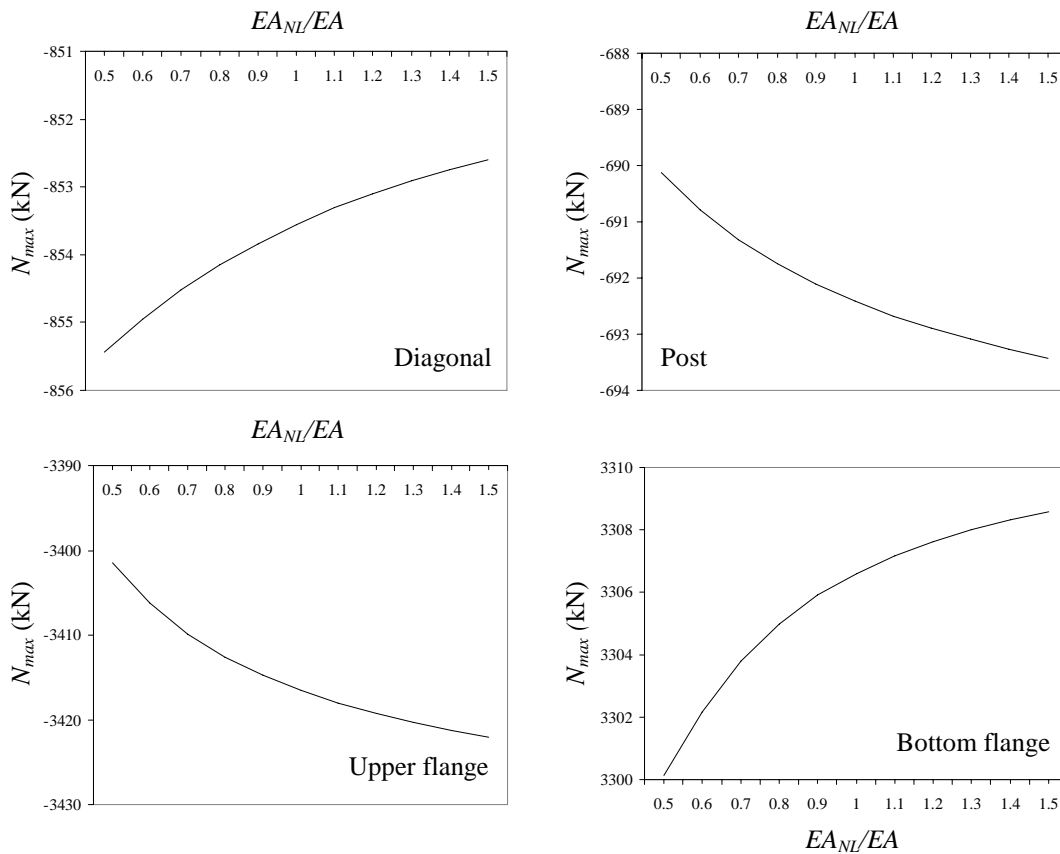 EA_NL/EA
-851
0.5 0.6 0.7 0.8 0.9 1 1.1 1.2 1.3 1.4 1.5
-852
-853
-854
-855
-856
N_max (kN)
Diagonal
EA_NL/EA
-688
0.5 0.6 0.7 0.8 0.9 1 1.1 1.2 1.3 1.4 1.5
-689
-690
-691
-692
-693
-694
N_max (kN)
Post
EA_NL/EA
-3390
0.5 0.6 0.7 0.8 0.9 1 1.1 1.2 1.3 1.4 1.5
-3400
-3410
-3420
-3430
N_max (kN)
Upper flange
3310
3308
3306
3304
3302
3300
N_max (kN)
Bottom flange
0.5 0.6 0.7 0.8 0.9 1 1.1 1.2 1.3 1.4 1.5
EA_NL/EA